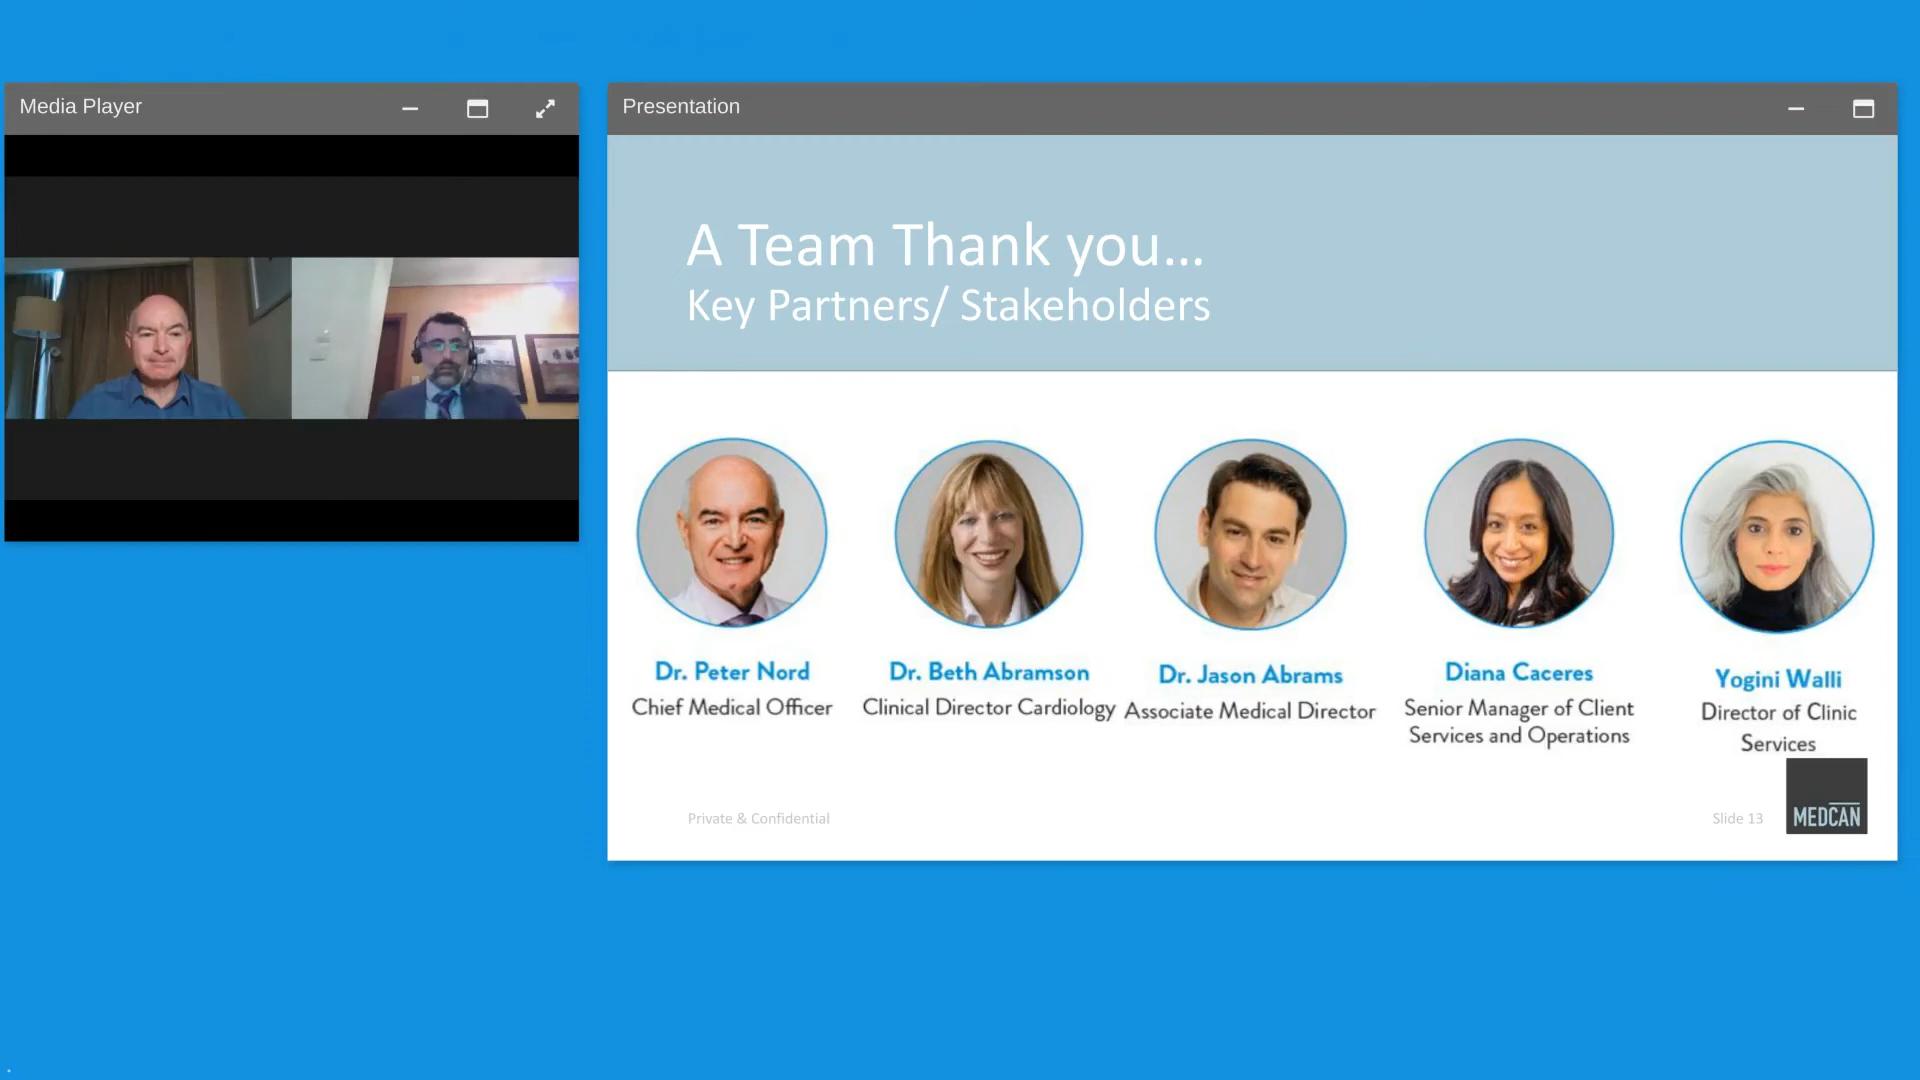 Media Player
Presentation
A Team Thank you...
Key Partners/ Stakeholders
Dr. Peter Nord
Chief Medical Officer
Dr. Beth Abramson
Clinical Director Cardiology
Dr. Jason Abrams
Associate Medical Director
Diana Caceres
Senior Manager of Client
Services and Operations
Yogini Walli
Director of Clinic
Services
Private & Confidential
Slide 13
MEDCAN